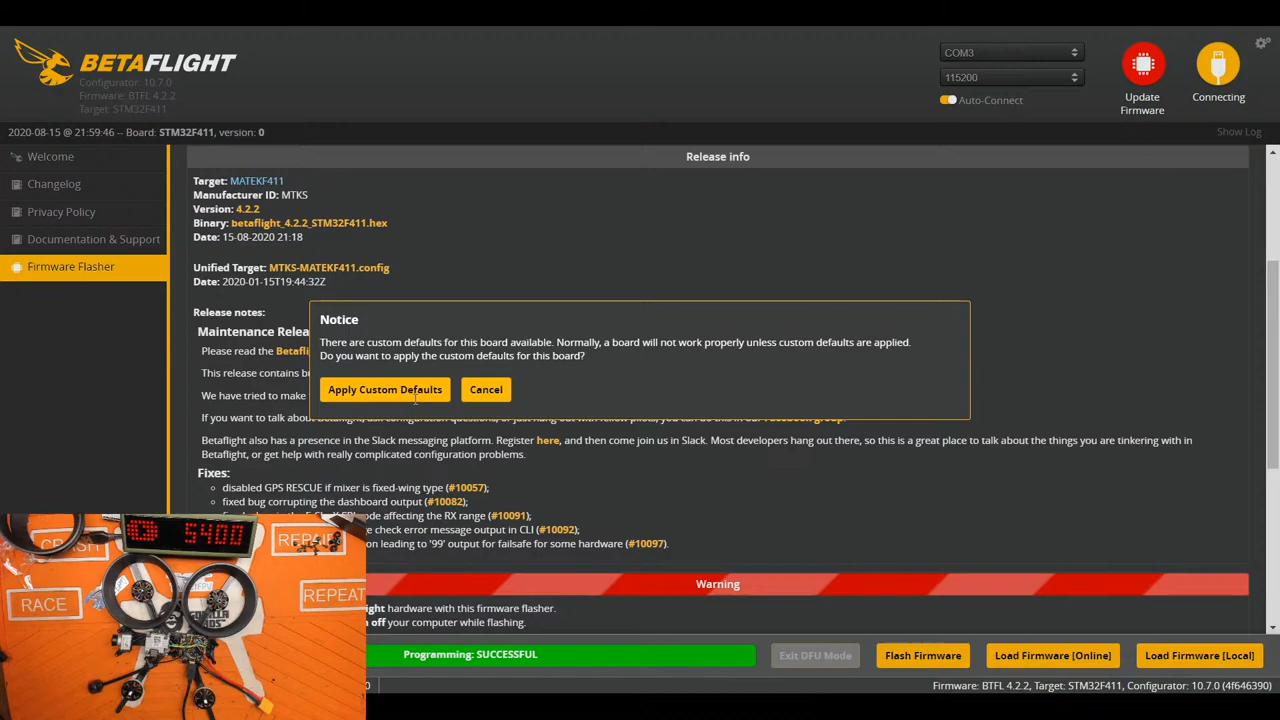 BETAFLIGHT
Configurator: 10.7.0
Firmware: BTFL 4.2.2
Target: STM32F411
COM3
115200
Auto-Connect
Update
Firmware
Connecting
2020-08-15 @ 21:59:46 -- Board: STM32F411, version: 0
Show Log
Welcome
Changelog
Privacy Policy
Documentation & Support
Firmware Flasher
Release info
Target: MATEKF411
Manufacturer ID: MTKS
Version: 4.2.2
Binary: betaflight_4.2.2_STM32F411.hex
Date: 15-08-2020 21:18
Unified Target: MTKS-MATEKF411.config
Date: 2020-01-15T19:44:32Z
Release notes:
Maintenance Relea
Please read the Betafli
This release contains bu
We have tried to make
Notice
There are custom defaults for this board available. Normally, a board will not work properly unless custom defaults are applied.
Do you want to apply the custom defaults for this board?
Apply Custom Defaults
Cancel
If you want to talk about
Betaflight also has a presence in the Slack messaging platform. Register here, and then come join us in Slack. Most developers hang out there, so this is a great place to talk about the things you are tinkering with in
Betaflight, or get help with really complicated configuration problems.
Fixes:
disabled GPS RESCUE if mixer is fixed-wing type (#10057);
fixed bug corrupting the dashboard output (#10082);
ode affecting the RX range (#10091);
e check error message output in CLI (#10092);
on leading to '99' output for failsafe for some hardware (#10097).
Warning
ight hardware with this firmware flasher.
n off your computer while flashing.
Programming: SUCCESSFUL
Exit DFU Mode
Flash Firmware
Load Firmware [Online]
Load Firmware [Local]
0
Firmware: BTFL 4.2.2, Target: STM32F411, Configurator: 10.7.0 (4f646390)
CRASH
5400
REPAIR
RACE
REPEAT